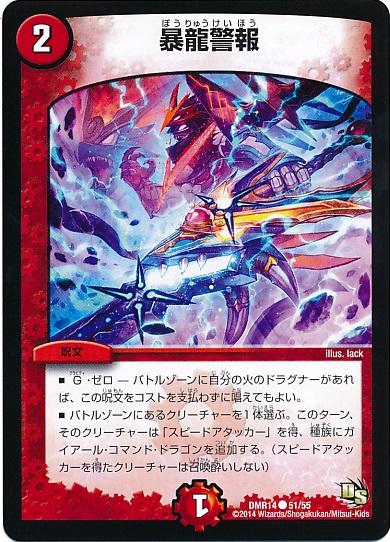 2
ぼうりゅうけいほう
暴龍警報
呪文
illus. lack
■ G・ゼロ ― バトルゾーンに自分の火のドラグナーがあれ
ば、この呪文をコストを支払わずに唱えてもよい。
■ バトルゾーンにあるクリーチャーを1体選ぶ。このターン、
そのクリーチャーは「スピードアタッカー」を得、種族にガ
イアール・コマンド・ドラゴンを追加する。(スピードアタッ
カーを得たクリーチャーは召喚酔いしない)
1
DMR14 ● 51/55
©2014 Wizards/Shogakukan/Mitsui-Kids
DS